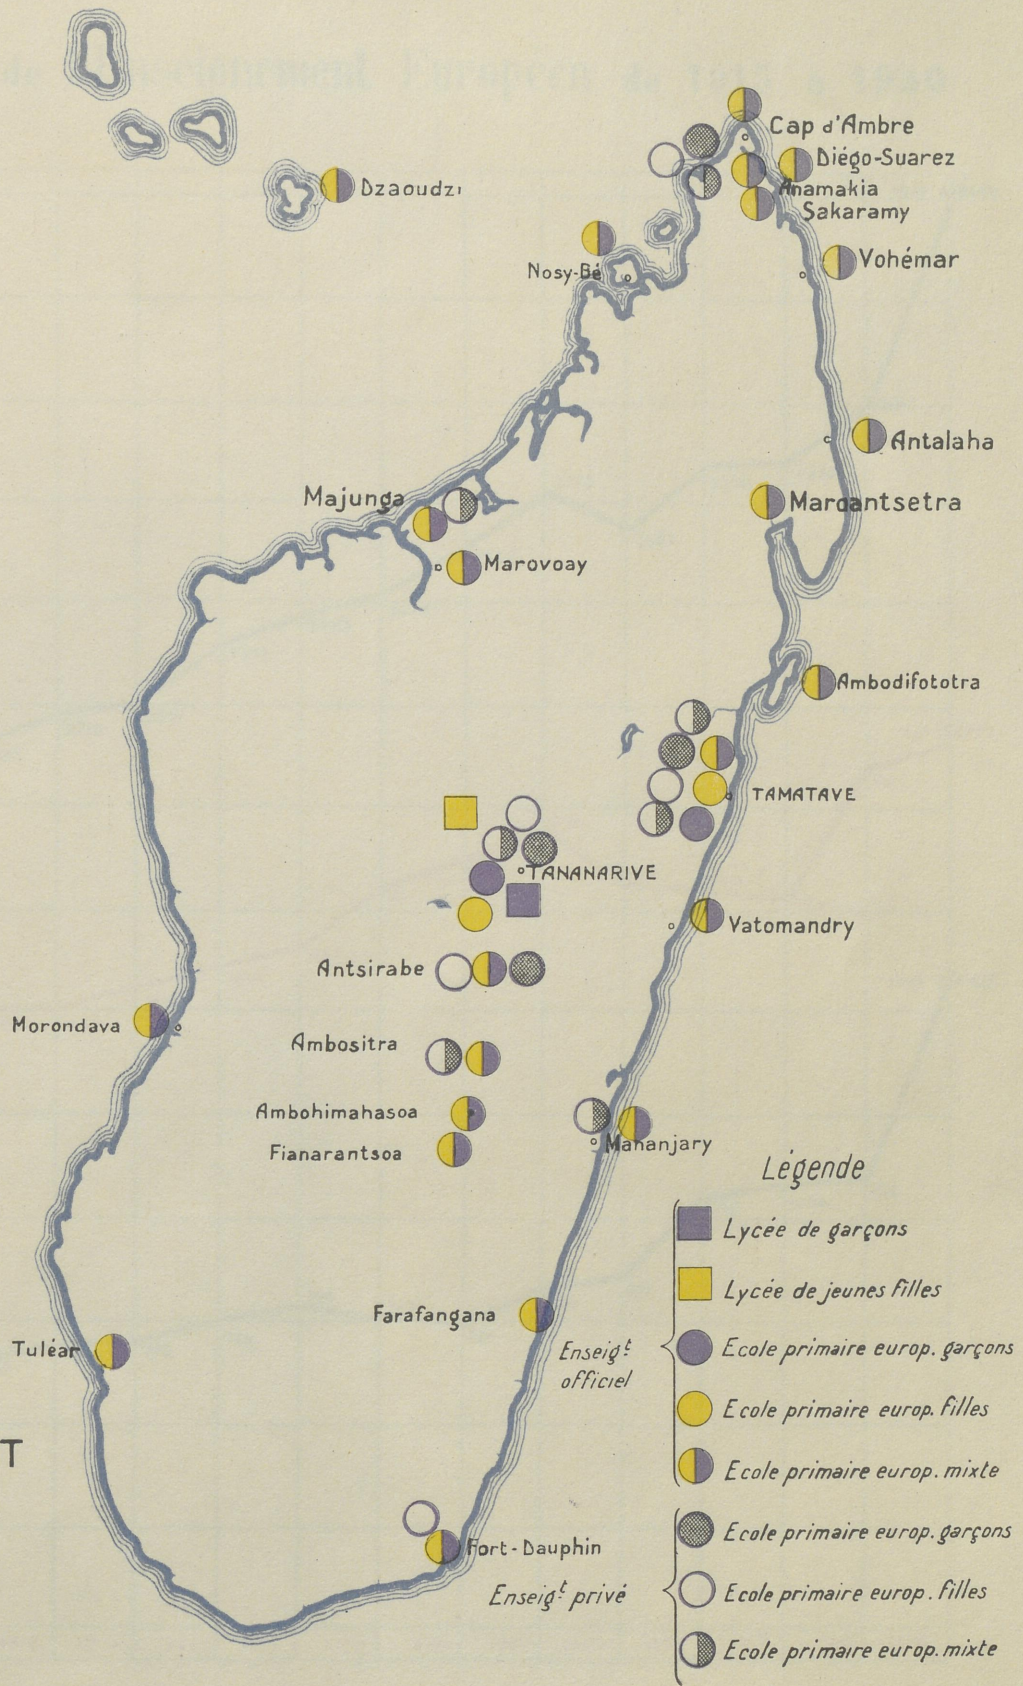 Cap d'Ambre
Diégo-Suarez
Dzaoudzi
Anamakia
Sakaramy
Vohémar
Nosy-Bé
Antalaha
Majunga
Maroantsetra
Marovoay
Ambodifototra
TAMATAVE
TANANARIVE
Vatomandry
Antsirabe
Morondava
Ambositra
Ambohimahasoa
Fianarantsoa
Mananjary
Farafangana
Tuléar
T
Fort-Dauphin
Légende
Enseigt officiel
Lycée de garçons
Lycée de jeunes filles
Ecole primaire europ. garçons
Ecole primaire europ. filles
Ecole primaire europ. mixte
Enseigt privé
Ecole primaire europ. garçons
Ecole primaire europ. filles
Ecole primaire europ. mixte